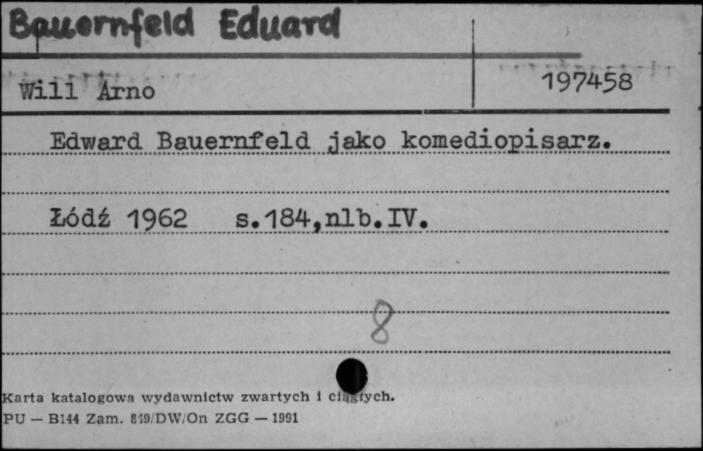 Bauernfeld Eduard
Will Arno
197458
Edward Bauernfeld jako komediopisarz.
Łódź 1962 s.184,nlb.IV.
8
Karta katalogowa wydawnictw zwartych i ciągłych.
PU — B144 Zam. 819/DW/On ZGG — 1991